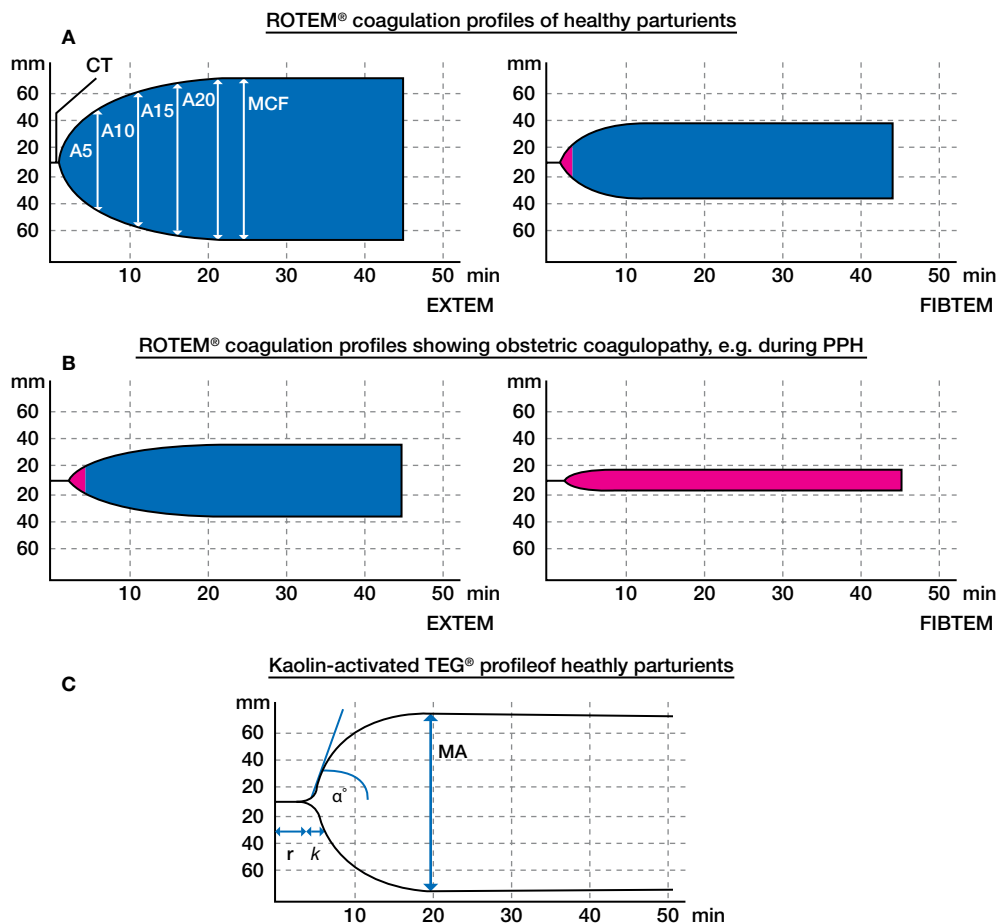 ROTEM® coagulation profiles of healthy parturients
A
mm
CT
60
40
20
20
40
60
A5
A10
A15
A20
MCF
10 20 30 40 50 min
EXTEM
mm
60
40
20
20
40
60
10 20 30 40 50 min
FIBTEM
ROTEM® coagulation profiles showing obstetric coagulopathy, e.g. during PPH
B
mm
60
40
20
20
40
60
10 20 30 40 50 min
EXTEM
mm
60
40
20
20
40
60
10 20 30 40 50 min
FIBTEM
Kaolin-activated TEG® profileof heathly parturients
C
mm
60
40
20
20
40
60
α°
MA
r k
10 20 30 40 50 min